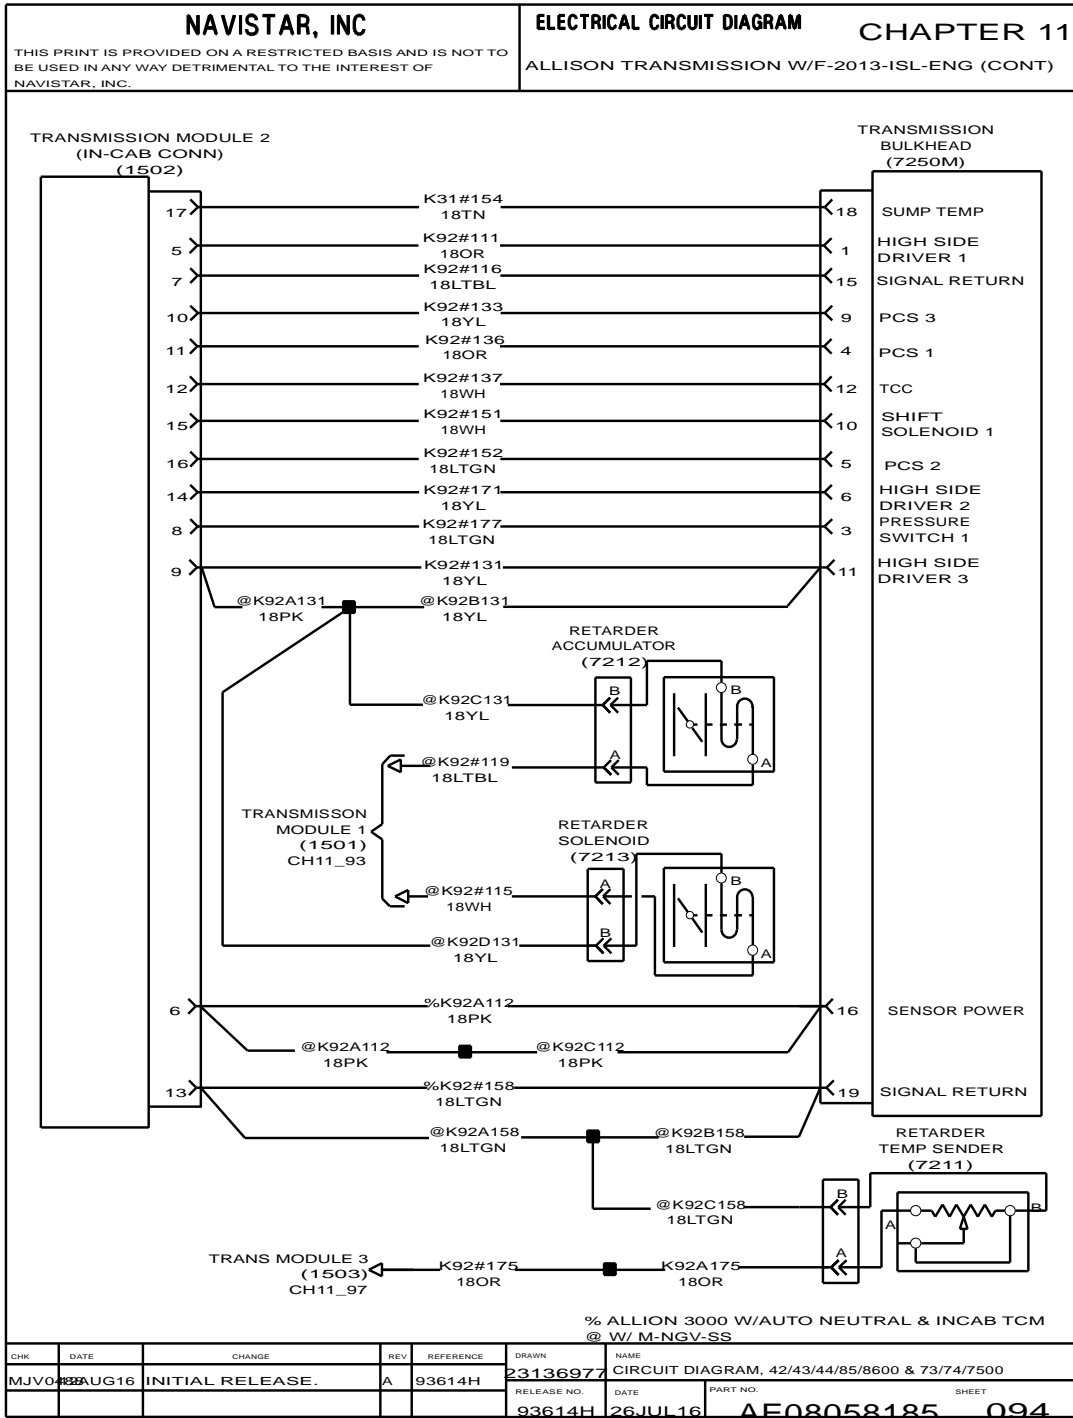 NAVISTAR, INC
THIS PRINT IS PROVIDED ON A RESTRICTED BASIS AND IS NOT TO
BE USED IN ANY WAY DETRIMENTAL TO THE INTEREST OF
NAVISTAR, INC.
ELECTRICAL CIRCUIT DIAGRAM
CHAPTER 11
ALLISON TRANSMISSION W/F-2013-ISL-ENG (CONT)
TRANSMISSION MODULE 2
(IN-CAB CONN)
(1502)
TRANSMISSION
BULKHEAD
(7250M)
17
K31#154
18TN
18
SUMP TEMP
5
K92#111
18OR
1
HIGH SIDE
DRIVER 1
7
K92#116
18LTBL
15
SIGNAL RETURN
10
K92#133
18YL
9
PCS 3
11
K92#136
18OR
4
PCS 1
12
K92#137
18WH
12
TCC
15
K92#151
18WH
10
SHIFT
SOLENOID 1
16
K92#152
18LTGN
5
PCS 2
14
K92#171
18YL
6
HIGH SIDE
DRIVER 2
8
K92#177
18LTGN
3
PRESSURE
SWITCH 1
9
K92#131
18YL
11
HIGH SIDE
DRIVER 3
@K92A131
18PK
@K92B131
18YL
RETARDER
ACCUMULATOR
(7212)
@K92C131
18YL
B
B
@K92#119
18LTBL
A
A
TRANSMISSON
MODULE 1
(1501)
CH11_93
RETARDER
SOLENOID
(7213)
@K92#115
18WH
A
B
@K92D131
18YL
B
A
6
%K92A112
18PK
16
SENSOR POWER
@K92A112
18PK
@K92C112
18PK
13
%K92#158
18LTGN
19
SIGNAL RETURN
@K92A158
18LTGN
@K92B158
18LTGN
RETARDER
TEMP SENDER
(7211)
@K92C158
18LTGN
B
B
A
TRANS MODULE 3
(1503)
CH11_97
K92#175
18OR
K92A175
18OR
A
% ALLION 3000 W/AUTO NEUTRAL & INCAB TCM
@ W/ M-NGV-SS
CHK DATE CHANGE REV REFERENCE
INITIAL RELEASE. A 93614H
DRAWN
23136977
NAME
CIRCUIT DIAGRAM, 42/43/44/85/8600 & 73/74/7500
RELEASE NO.
93614H
DATE
26JUL16
PART NO.
AE08058185
SHEET
094